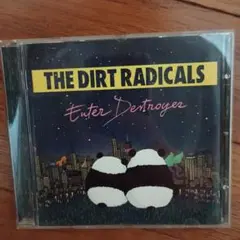 THE DIRT RADICALS
Enter Destroyer